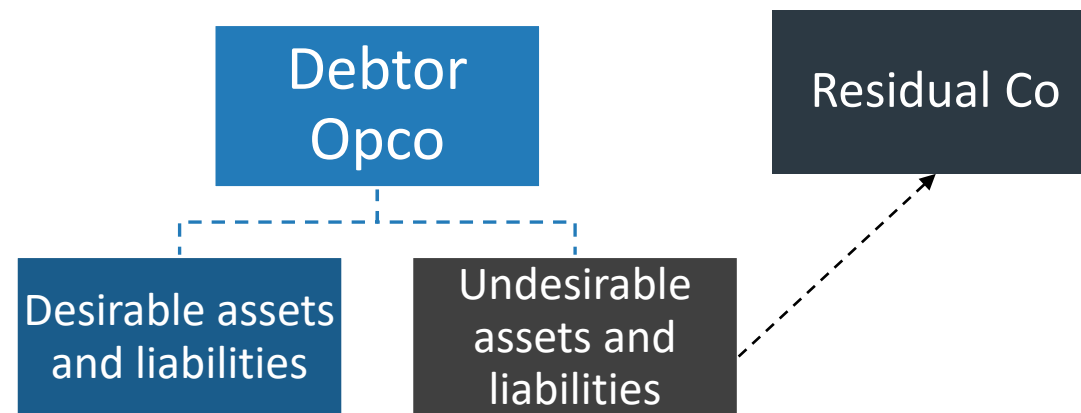 Debtor
Opco
Residual Co
Desirable assets
and liabilities
Undesirable
assets and
liabilities